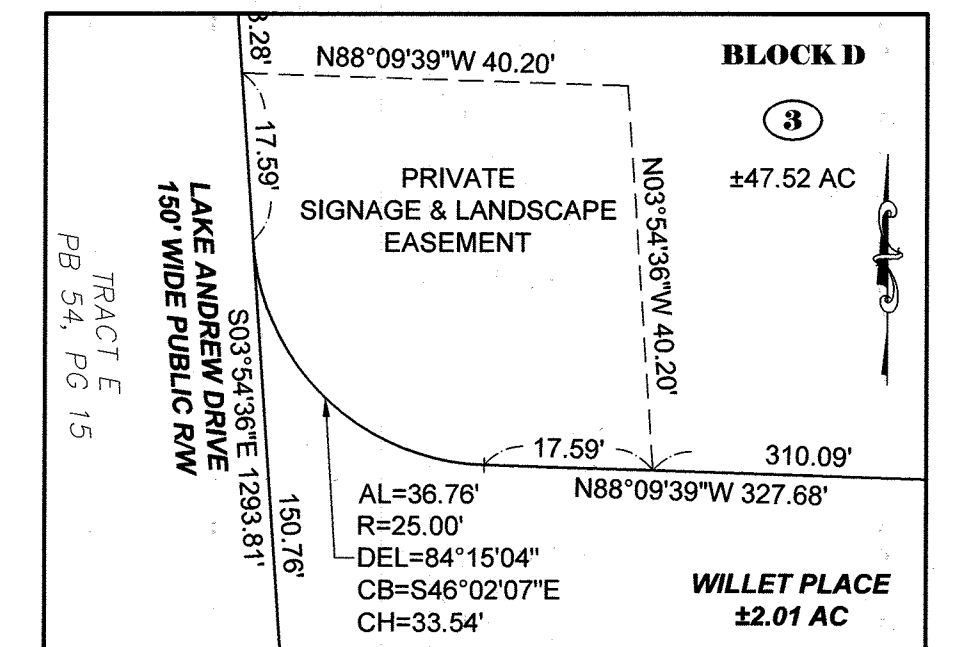 3.28'
N88°09'39"W 40.20'
BLOCK D
3
±47.52 AC
17.59'
PRIVATE
SIGNAGE & LANDSCAPE
EASEMENT
N03°54'36"W 40.20'
LAKE ANDREW DRIVE
150' WIDE PUBLIC R/W
TRACT E
PB 54, PG 15
S03°54'36"E 1293.81'
150.76'
17.59'
310.09'
N88°09'39"W 327.68'
AL=36.76'
R=25.00'
DEL=84°15'04"
CB=S46°02'07"E
CH=33.54'
WILLET PLACE
±2.01 AC